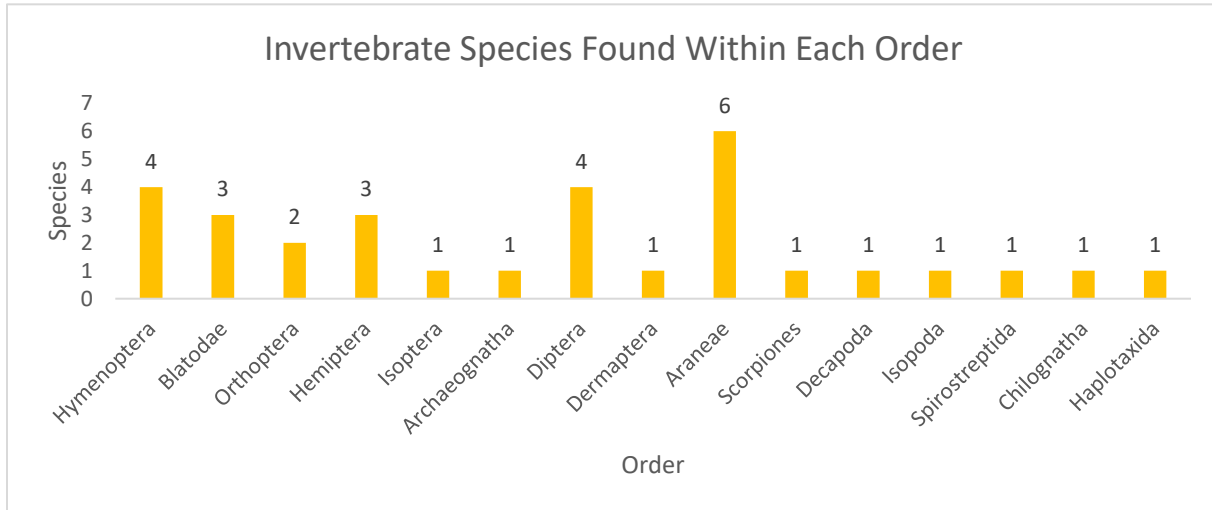 Invertebrate Species Found Within Each Order
Species
7
6
5
4
3
2
1
0
4
3
2
3
1
1
4
1
6
1
1
1
1
1
1
Hymenoptera
Blatodae
Orthoptera
Hemiptera
Isoptera
Archaeognatha
Diptera
Dermaptera
Araneae
Scorpiones
Decapoda
Isopoda
Spirostreptida
Chilognatha
Haplotaxida
Order